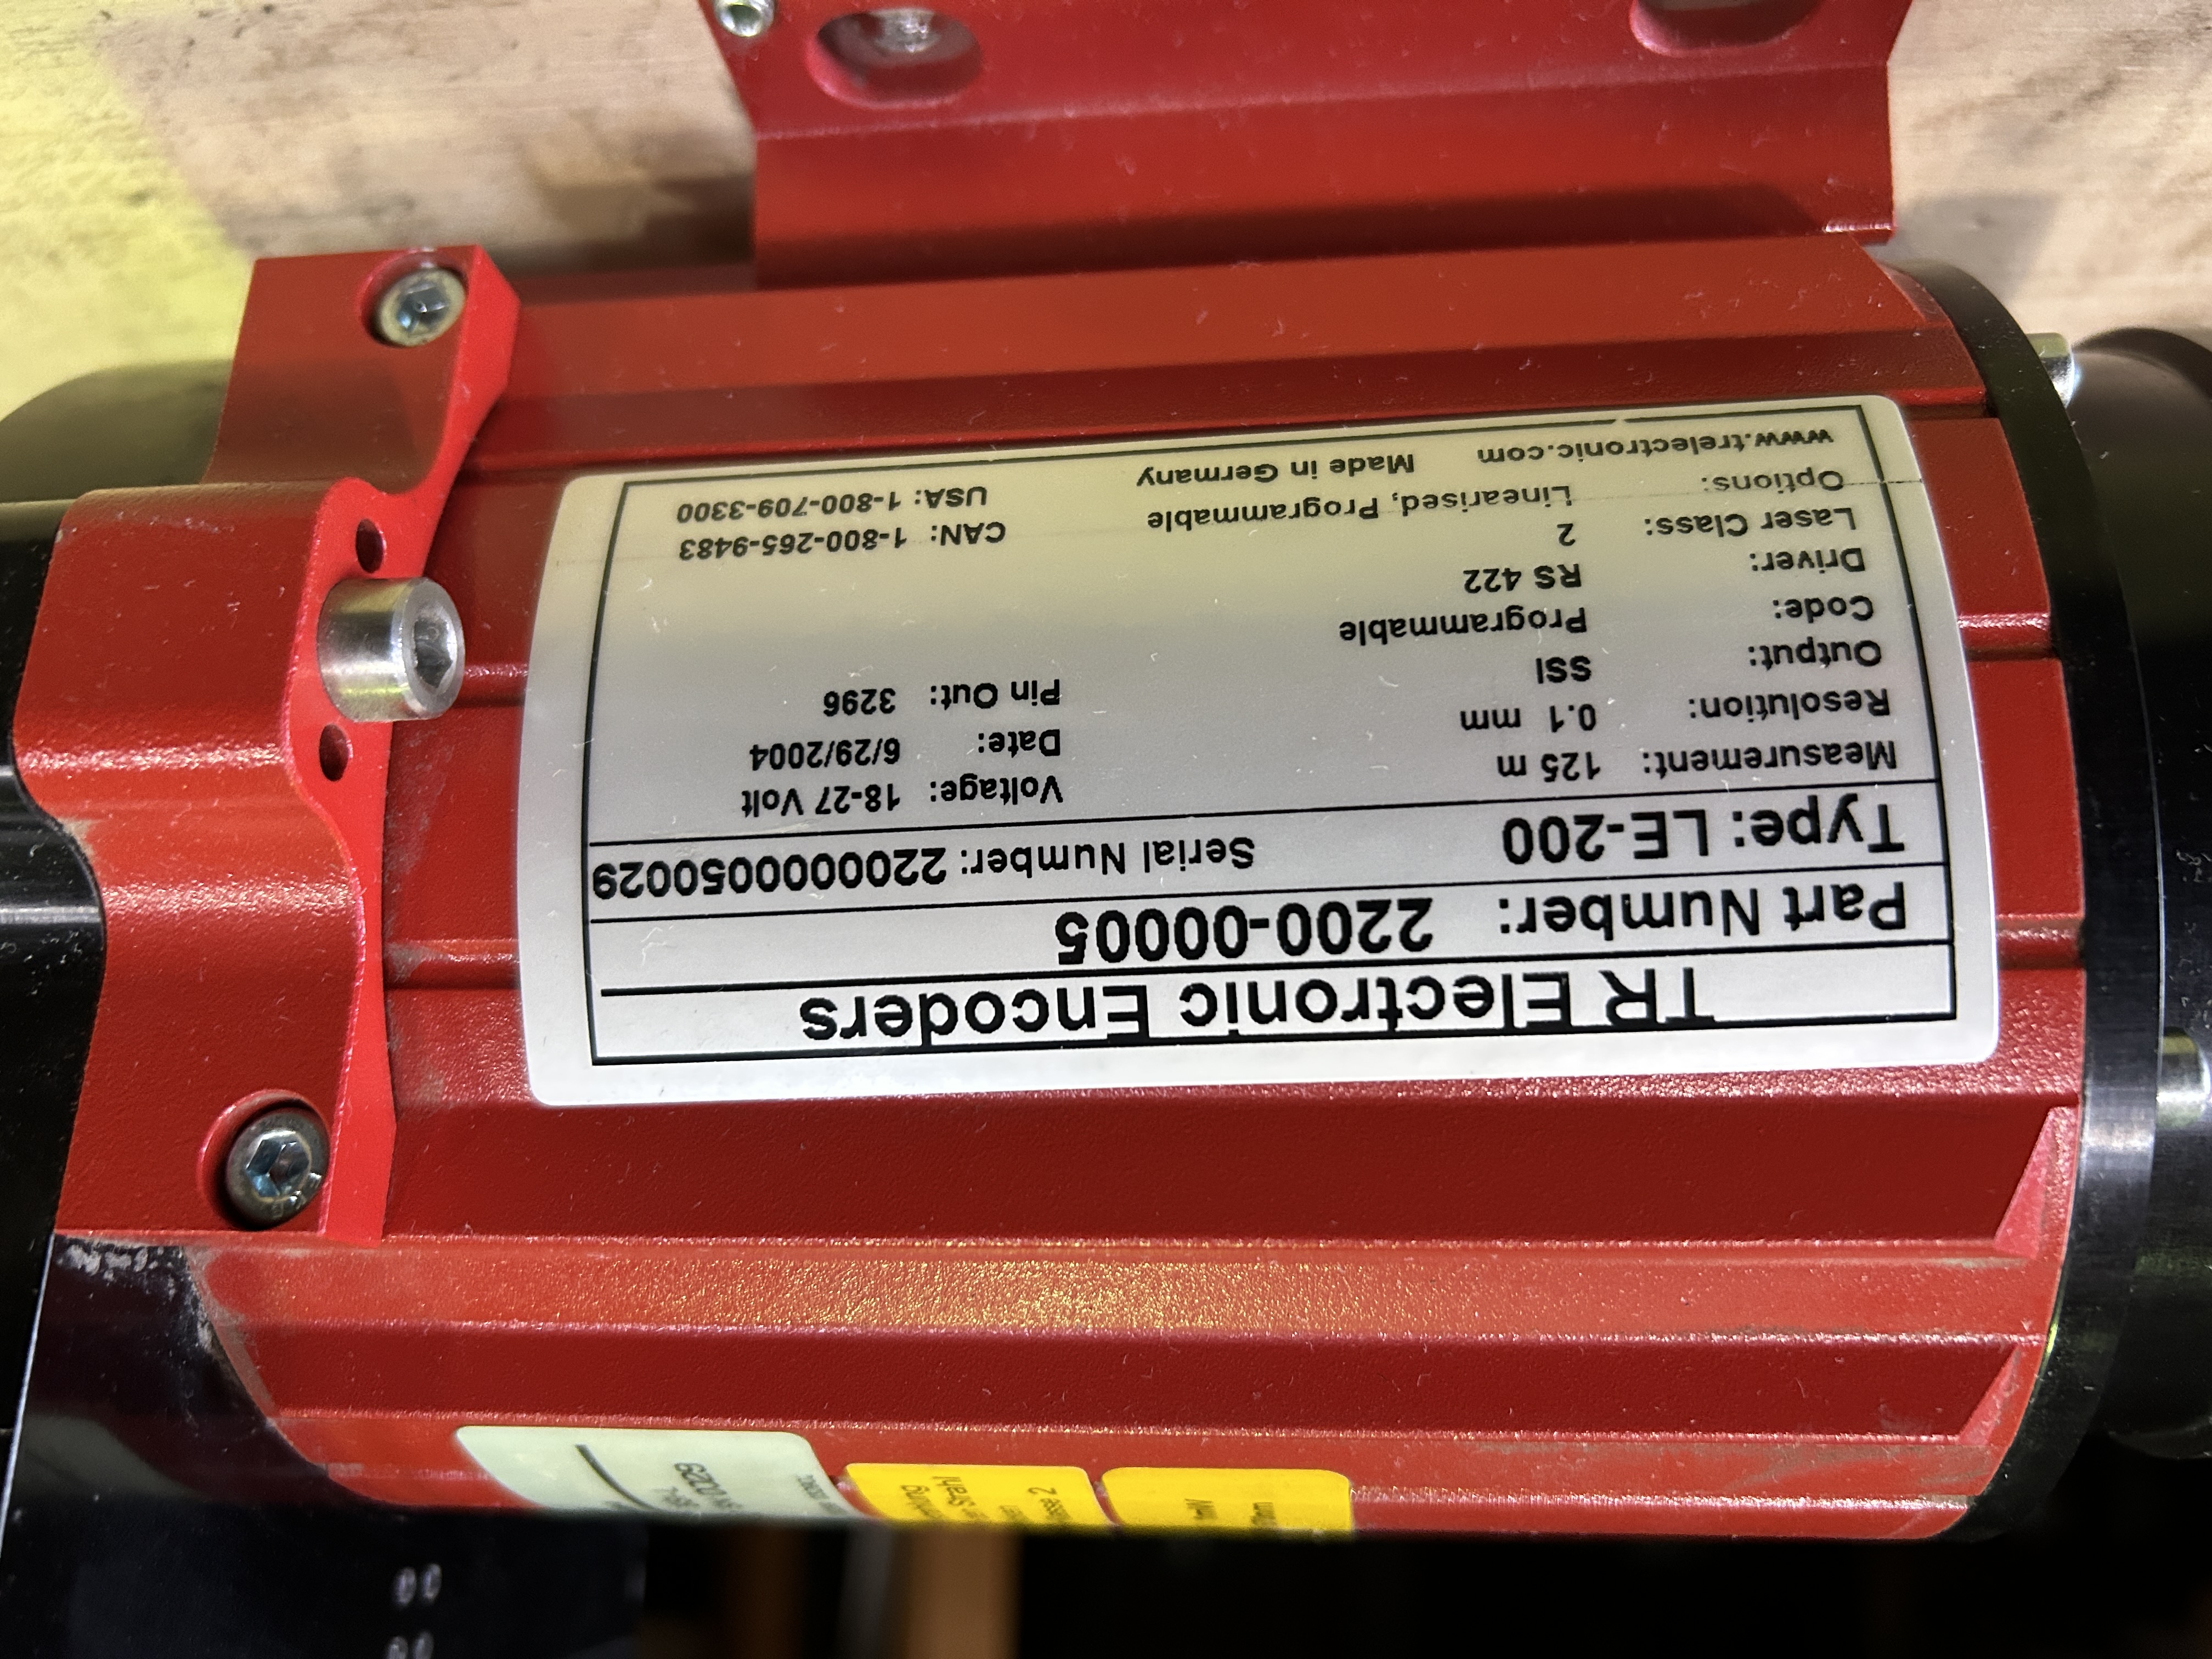 TR Electronic Encoders
Part Number: 2200-00005
Type: LE-200 Serial Number: 2200000050029
Measurement: 125 m Voltage: 18-27 Volt
Resolution: 0.1 mm Date: 6/29/2004
Output: SSI Pin Out: 3296
Code: Programmable
Driver: RS 422
Laser Class: 2 CAN: 1-800-265-9483
Options: Linearised, Programmable USA: 1-800-709-3300
www.trelectronic.com Made in Germany